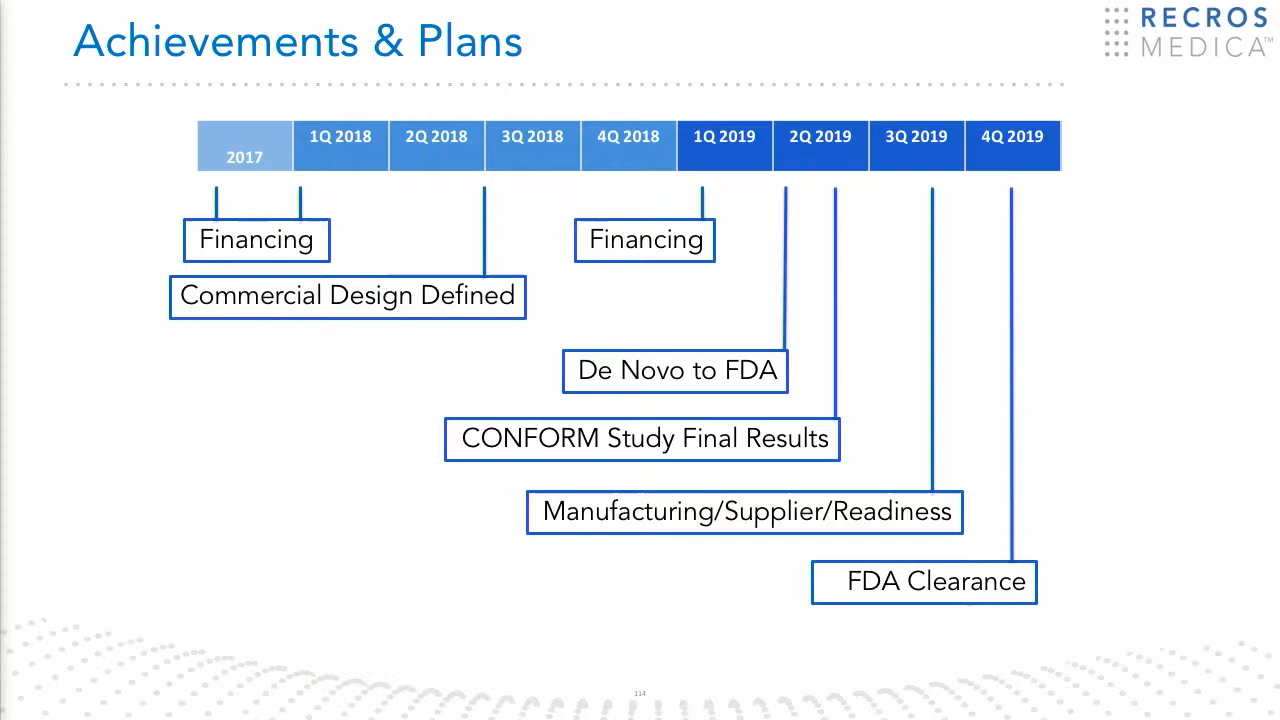 Achievements & Plans
RECROS
MEDICA™
2017
1Q 2018
2Q 2018
3Q 2018
4Q 2018
1Q 2019
2Q 2019
3Q 2019
4Q 2019
Financing
Financing
Commercial Design Defined
De Novo to FDA
CONFORM Study Final Results
Manufacturing/Supplier/Readiness
FDA Clearance
114